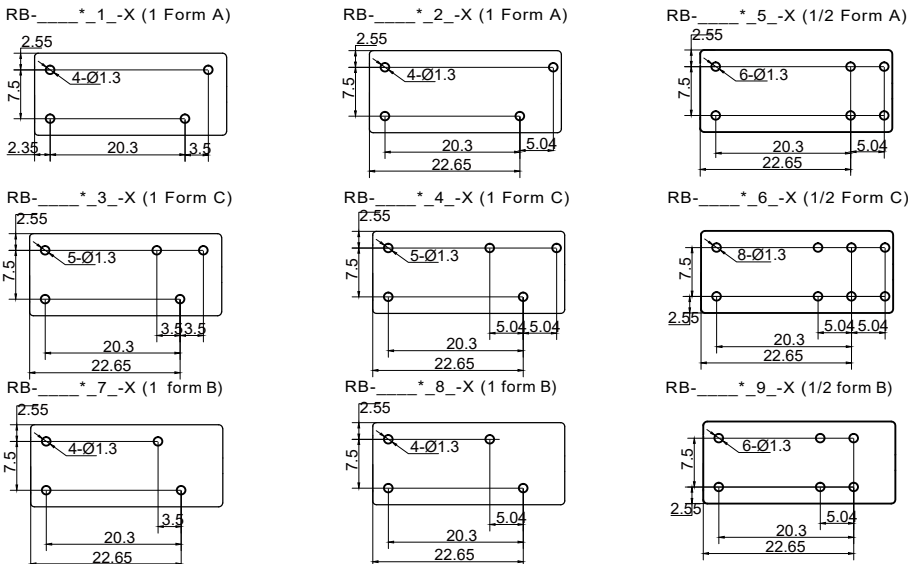 RB-____*_1_-X (1 Form A)
2.55
4-Ø1.3
7.5
2.35
20.3
3.5
RB-____*_2_-X (1 Form A)
2.55
4-Ø1.3
7.5
20.3
5.04
22.65
RB-____*_5_-X (1/2 Form A)
2.55
6-Ø1.3
7.5
20.3
5.04
22.65
RB-____*_3_-X (1 Form C)
2.55
5-Ø1.3
7.5
3.5
3.5
20.3
22.65
RB-____*_4_-X (1 Form C)
2.55
5-Ø1.3
7.5
5.04
5.04
20.3
22.65
RB-____*_6_-X (1/2 Form C)
8-Ø1.3
7.5
2.55
5.04
5.04
20.3
22.65
RB-____*_7_-X (1 form B)
2.55
4-Ø1.3
7.5
3.5
20.3
22.65
RB-____*_8_-X (1 form B)
2.55
4-Ø1.3
7.5
5.04
20.3
22.65
RB-____*_9_-X (1/2 form B)
6-Ø1.3
7.5
2.55
5.04
20.3
22.65